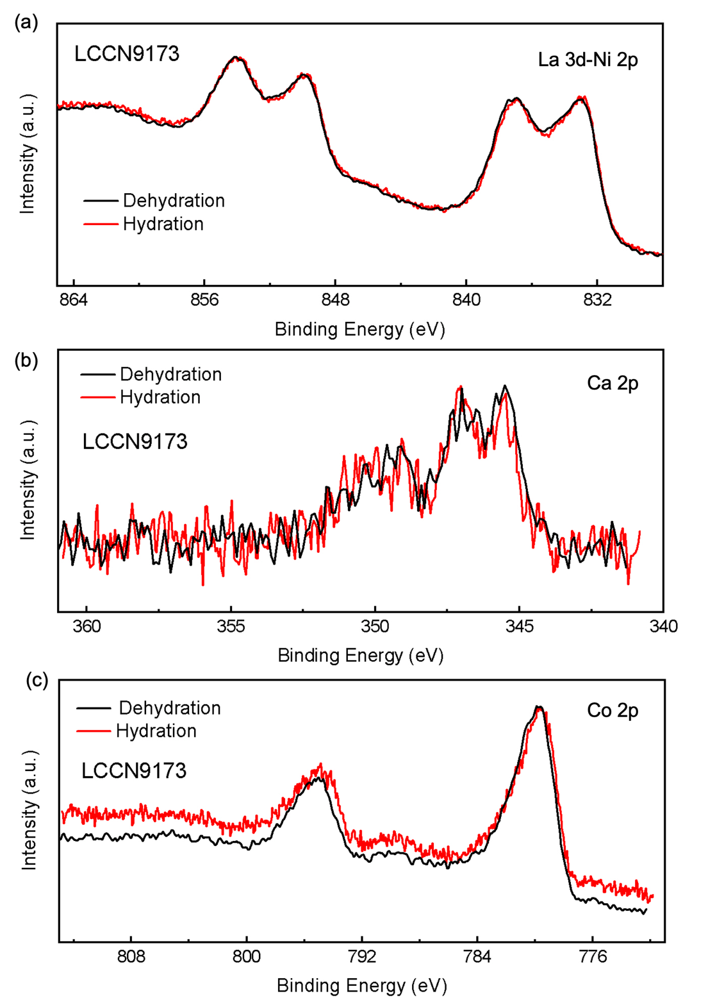 (a)
LCCN9173
La 3d-Ni 2p
Intensity (a.u.)
Dehydration
Hydration
864 856 848 840 832
Binding Energy (eV)
(b)
Dehydration
Hydration
Ca 2p
LCCN9173
Intensity (a.u.)
360 355 350 345 340
Binding Energy (eV)
(c)
Dehydration
Hydration
Co 2p
LCCN9173
Intensity (a.u.)
808 800 792 784 776
Binding Energy (eV)